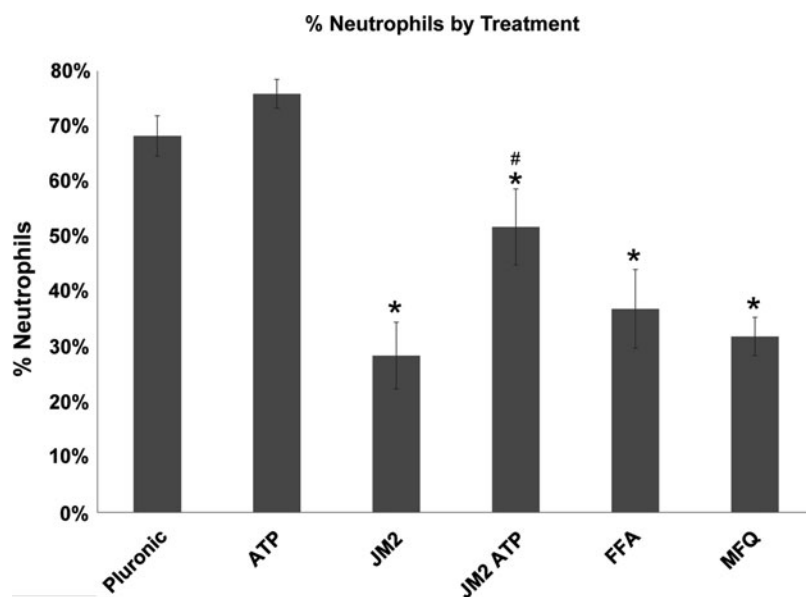 % Neutrophils by Treatment
% Neutrophils
80%
70%
60%
50%
40%
30%
20%
10%
0%
*
#
*
*
*
Pluronic
ATP
JM2
JM2 ATP
FFA
MFQ